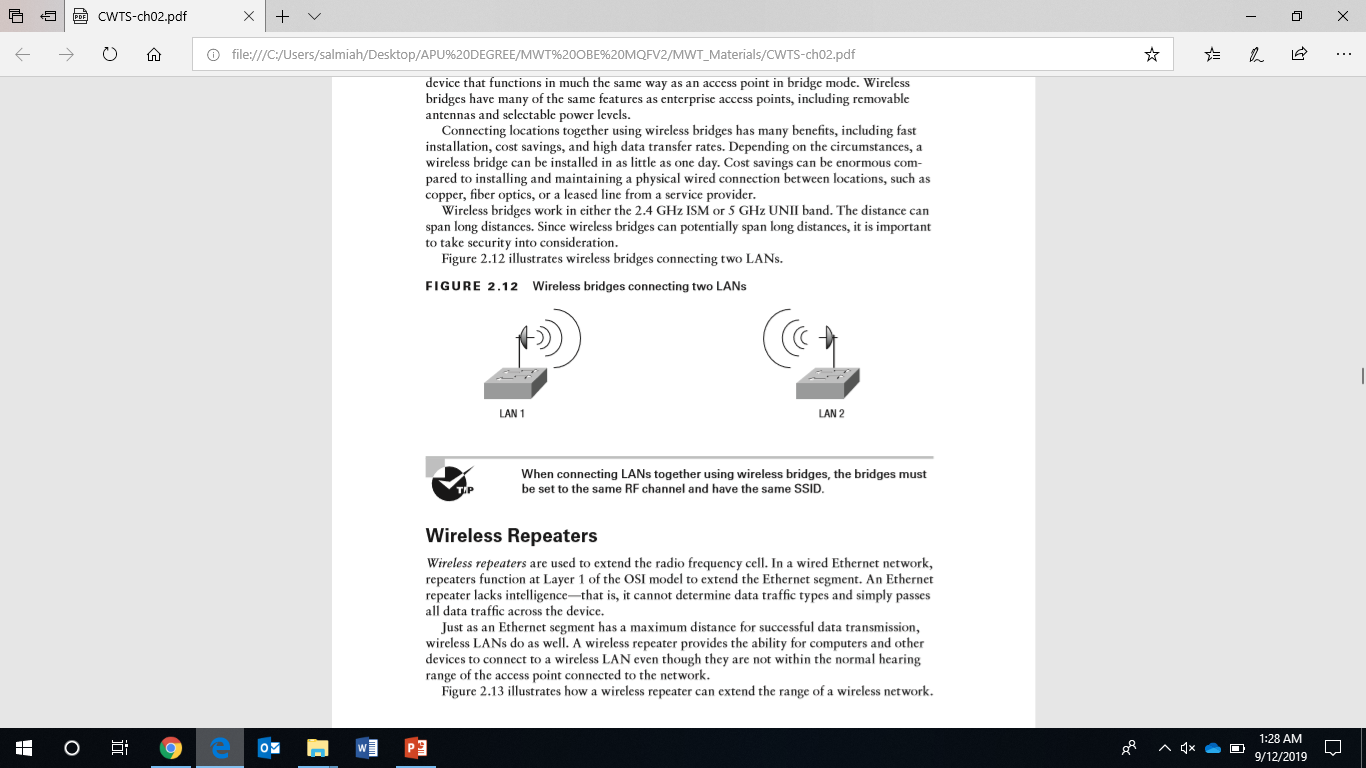 CWTS-ch02.pdf
file:///C:/Users/salmiah/Desktop/APU%20DEGREE/MWT%20OBE%20MQFV2/MWT_Materials/CWTS-ch02.pdf
device that functions in much the same way as an access point in bridge mode. Wireless
bridges have many of the same features as enterprise access points, including removable
antennas and selectable power levels.
Connecting locations together using wireless bridges has many benefits, including fast
installation, cost savings, and high data transfer rates. Depending on the circumstances, a
wireless bridge can be installed in as little as one day. Cost savings can be enormous com-
pared to installing and maintaining a physical wired connection between locations, such as
copper, fiber optics, or a leased line from a service provider.
Wireless bridges work in either the 2.4 GHz ISM or 5 GHz UNII band. The distance can
span long distances. Since wireless bridges can potentially span long distances, it is important
to take security into consideration.
Figure 2.12 illustrates wireless bridges connecting two LANs.
FIGURE 2.12 Wireless bridges connecting two LANs
LAN 1
LAN 2
TIP
When connecting LANs together using wireless bridges, the bridges must
be set to the same RF channel and have the same SSID.
Wireless Repeaters
Wireless repeaters are used to extend the radio frequency cell. In a wired Ethernet network,
repeaters function at Layer 1 of the OSI model to extend the Ethernet segment. An Ethernet
repeater lacks intelligence—that is, it cannot determine data traffic types and simply passes
all data traffic across the device.
Just as an Ethernet segment has a maximum distance for successful data transmission,
wireless LANs do as well. A wireless repeater provides the ability for computers and other
devices to connect to a wireless LAN even though they are not within the normal hearing
range of the access point connected to the network.
Figure 2.13 illustrates how a wireless repeater can extend the range of a wireless network.
1:28 AM
9/12/2019